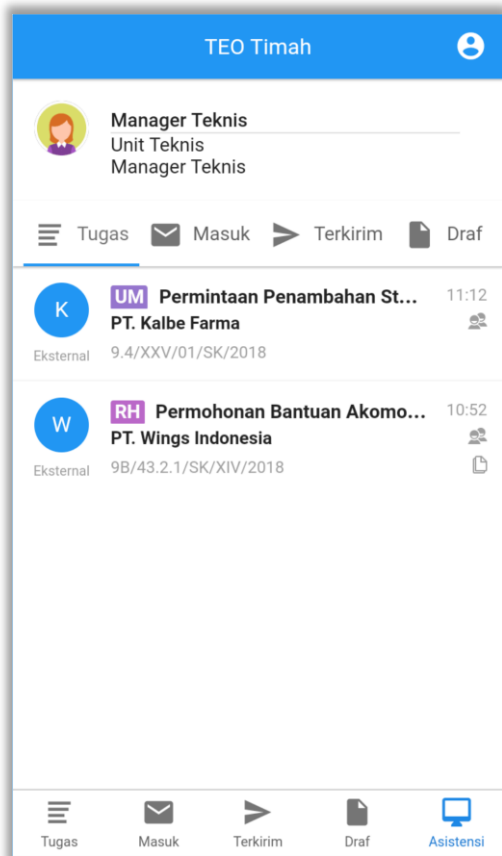 TEO Timah
Manager Teknis
Unit Teknis
Manager Teknis
Tugas Masuk Terkirim Draf
K UM Permintaan Penambahan St... 11:12
PT. Kalbe Farma
Eksternal 9.4/XXV/01/SK/2018
W RH Permohonan Bantuan Akomo... 10:52
PT. Wings Indonesia
Eksternal 9B/43.2.1/SK/XIV/2018
Tugas Masuk Terkirim Draf Asistensi